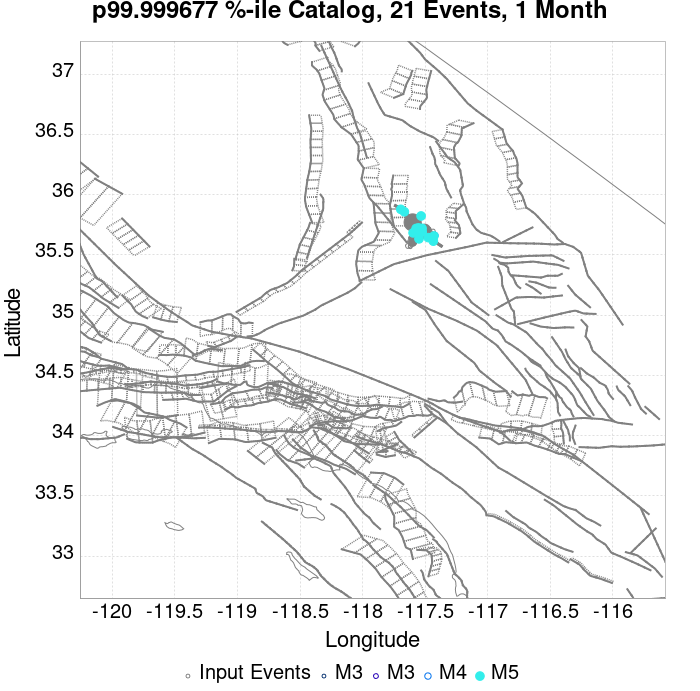 p99.999677 %-ile Catalog, 21 Events, 1 Month
37
36.5
36
35.5
35
34.5
34
33.5
33
Latitude
-120 -119.5 -119 -118.5 -118 -117.5 -117 -116.5 -116
Longitude
Input Events M3 M3 M4 M5